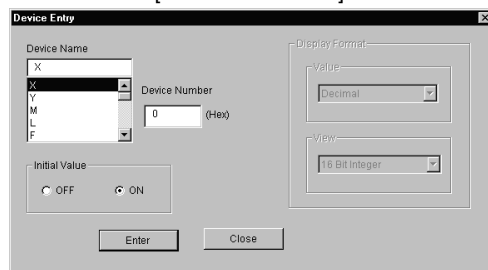 Device Entry
Device Name
X
X
Y
M
L
F
Device Number
0 (Hex)
Initial Value
OFF ON
Display Format
Value
Decimal
View
16 Bit Integer
Enter Close